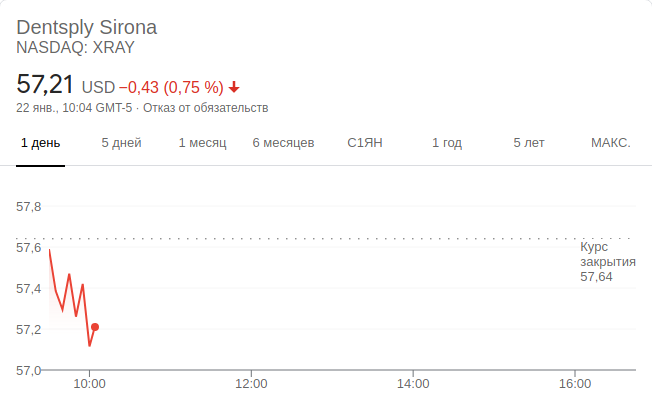 Dentsply Sirona
NASDAQ: XRAY
57,21 USD −0,43 (0,75 %)
22 янв., 10:04 GMT-5 · Отказ от обязательств
1 день 5 дней 1 месяц 6 месяцев С1ЯН 1 год 5 лет МАКС.
57,8
57,6
57,4
57,2
57,0
Курс
закрытия
57,64
10:00 12:00 14:00 16:00